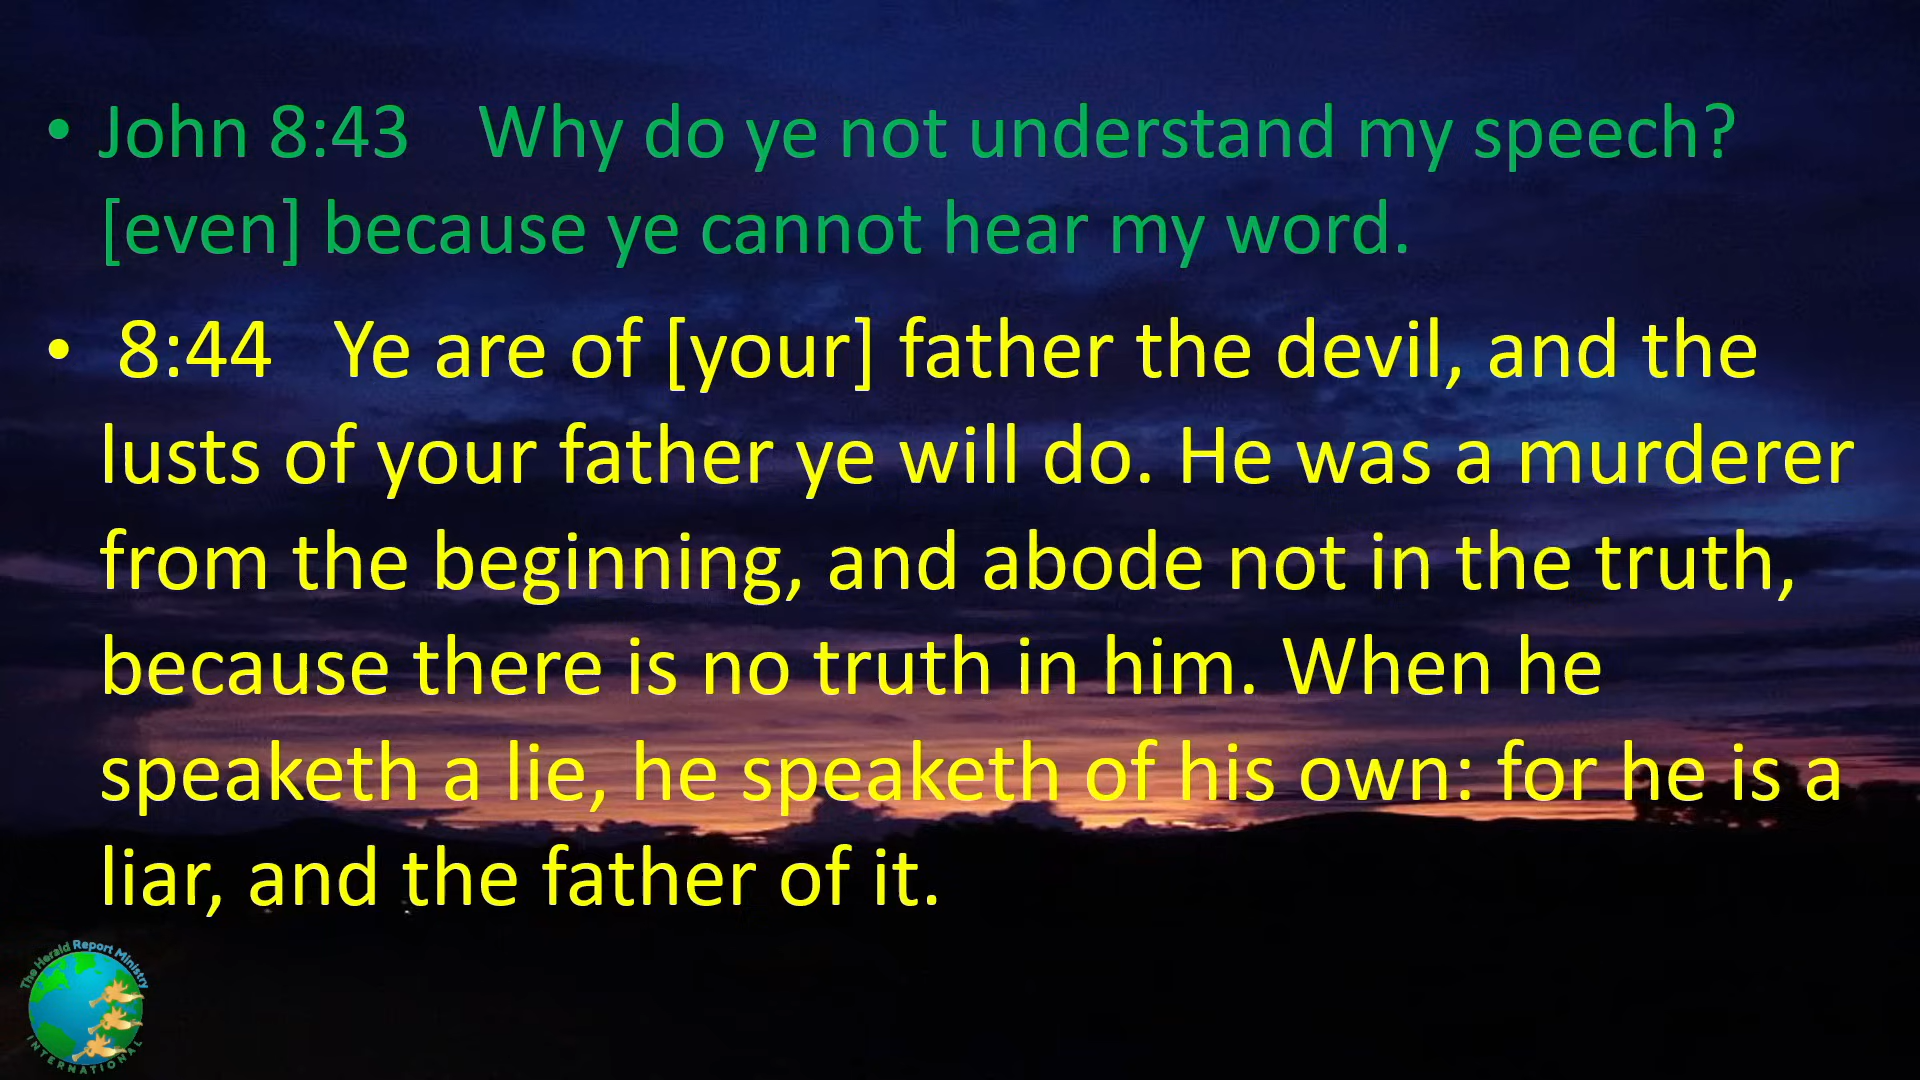 • John 8:43 Why do ye not understand my speech?
[even] because ye cannot hear my word.
• 8:44 Ye are of [your] father the devil, and the
lusts of your father ye will do. He was a murderer
from the beginning, and abode not in the truth,
because there is no truth in him. When he
speaketh a lie, he speaketh of his own: for he is a
liar, and the father of it.
The Herald Report Ministry
INTERNATIONAL